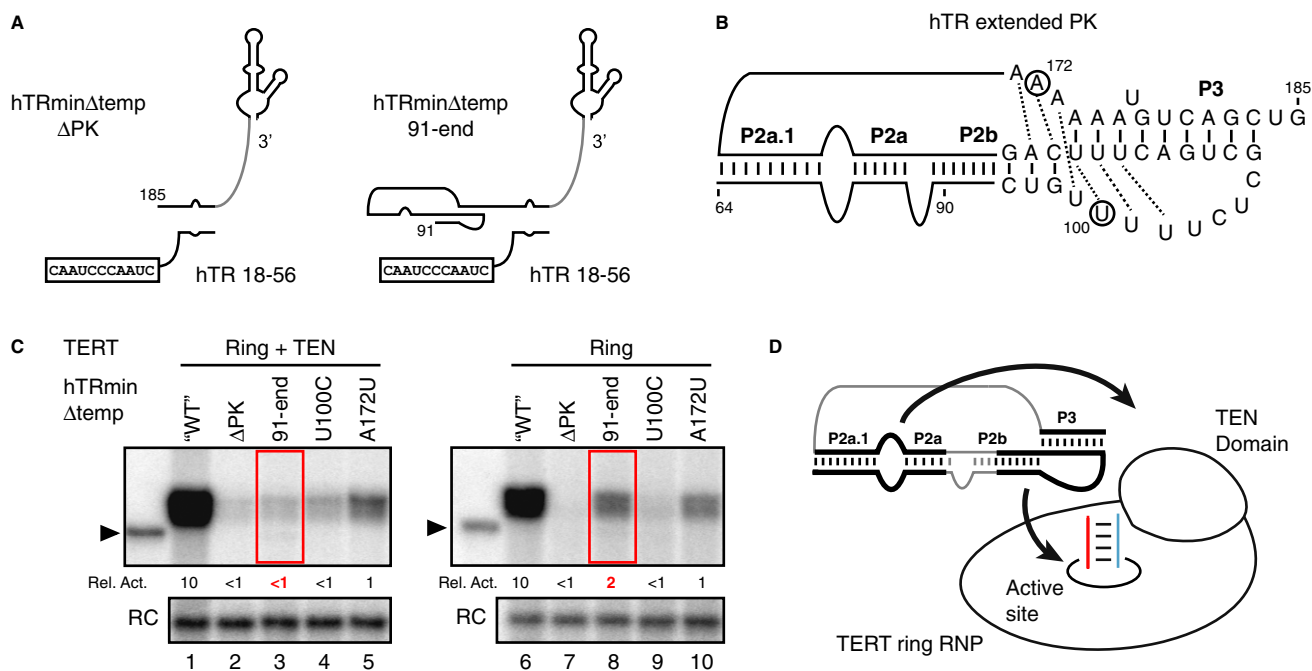 A
hTRminΔtemp
ΔPK
3'
185
CAAUCCCAAUC
hTR 18-56
hTRminΔtemp
91-end
3'
91
CAAUCCCAAUC
hTR 18-56
B
hTR extended PK
A A A 172
U
P3
185
A A A G U C A G C U G
P2a.1 P2a P2b
G A C U U U C A G U C G
C U G
C
U
C
U
U
U
U
U
64
90
100
C
TERT
Ring + TEN
Ring
hTRmin
Δtemp
"WT" ΔPK 91-end U100C A172U
"WT" ΔPK 91-end U100C A172U
Rel. Act. 10 <1 <1 <1 1
10 <1 2 <1 1
RC
RC
1 2 3 4 5
6 7 8 9 10
D
P3
P2a.1 P2a P2b
TEN
Domain
Active
site
TERT ring RNP